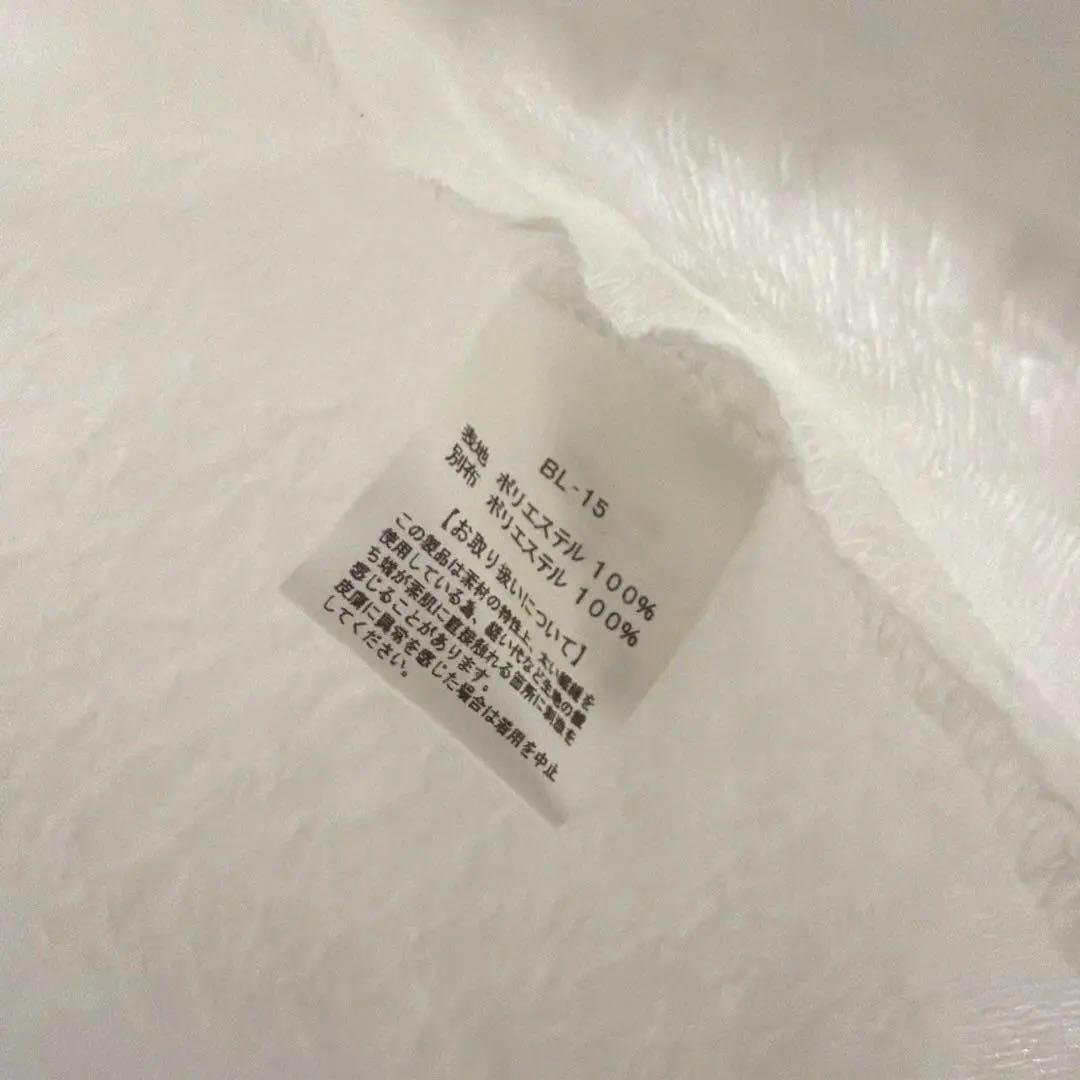 BL-15
表地 ポリエステル 100%
別布 ポリエステル 100%
【お取り扱いについて】
この製品は素材の特性上、太い繊維を
使用している為、縫い代など生地の
ち端が素肌に直接触れる箇所に刺激を
感じることがあります。
皮膚に異常を感じた場合は着用を中止
してください。